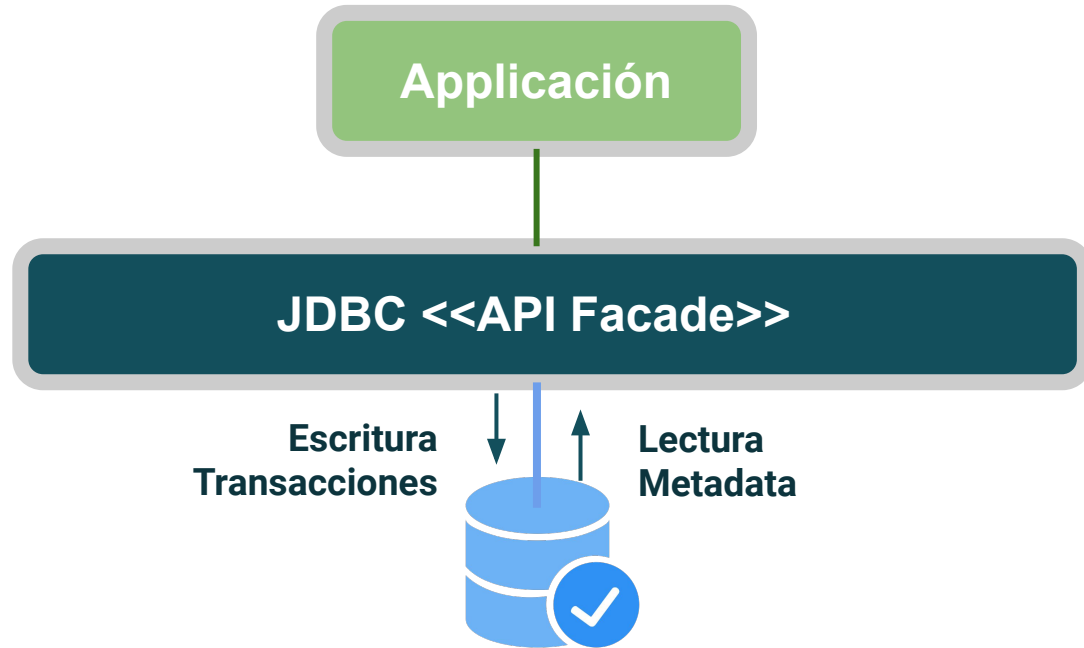 Applicación
JDBC <<API Facade>>
Escritura
Transacciones
Lectura
Metadata